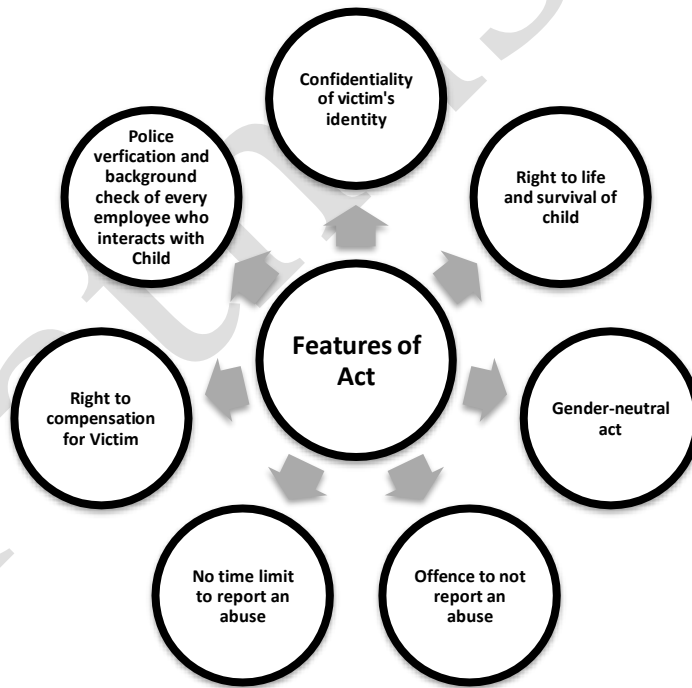 Confidentiality
of victim's
identity
Police
verfication and
background
check of every
employee who
interacts with
Child
Right to life
and survival of
child
Features of
Act
Right to
compensation
for Victim
Gender-neutral
act
No time limit
to report an
abuse
Offence to not
report an
abuse